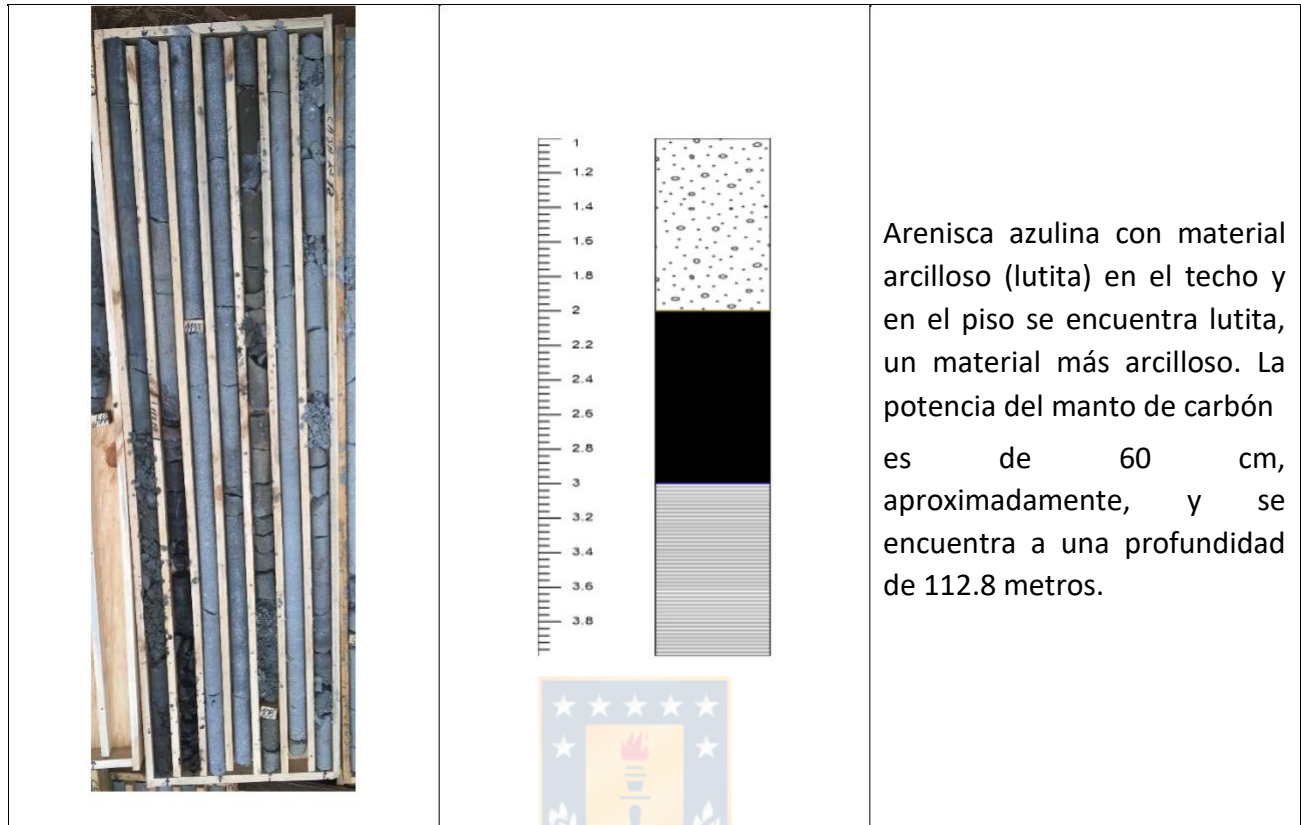 1
1.2
1.4
1.6
1.8
2
2.2
2.4
2.6
2.8
3
3.2
3.4
3.6
3.8
Arenisca azulina con material
arcilloso (lutita) en el techo y
en el piso se encuentra lutita,
un material más arcilloso. La
potencia del manto de carbón
es de 60 cm,
aproximadamente, y se
encuentra a una profundidad
de 112.8 metros.